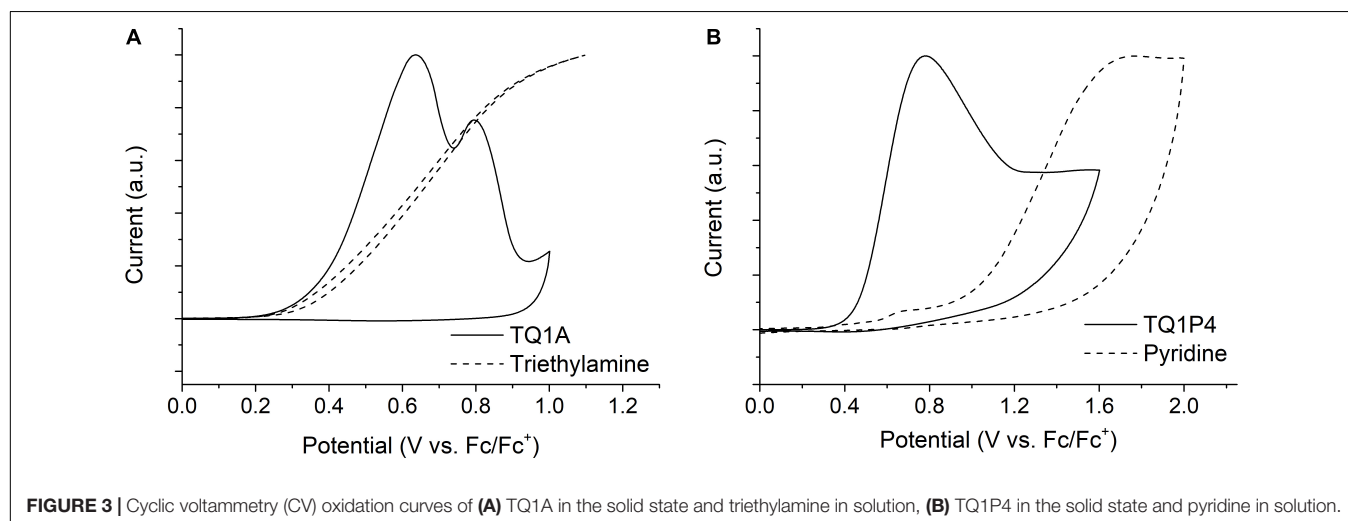 A
Current (a.u.)
TQ1A
Triethylamine
0.0 0.2 0.4 0.6 0.8 1.0 1.2
Potential (V vs. Fc/Fc⁺)
B
Current (a.u.)
TQ1P4
Pyridine
0.0 0.4 0.8 1.2 1.6 2.0
Potential (V vs. Fc/Fc⁺)
FIGURE 3 | Cyclic voltammetry (CV) oxidation curves of (A) TQ1A in the solid state and triethylamine in solution, (B) TQ1P4 in the solid state and pyridine in solution.